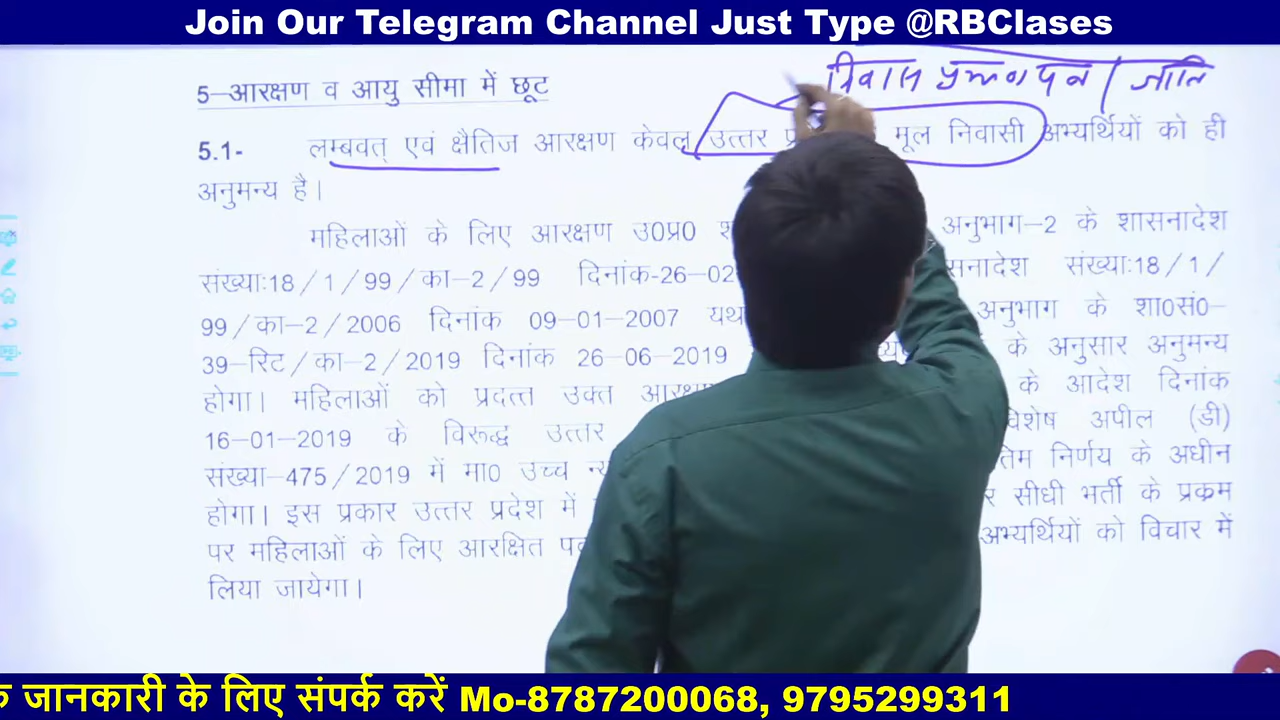 Join Our Telegram Channel Just Type @RBClases
निवास प्रमाण पत्र / जाति
5–आरक्षण व आयु सीमा में छूट
5.1- लम्बवत् एवं क्षैतिज आरक्षण केवल उत्तर मूल निवासी अभ्यर्थियों को ही
अनुमन्य है।
महिलाओं के लिए आरक्षण उ0प्र0 अनुभाग–2 के शासनादेश
संख्या:18/1/99/का–2/99 दिनांक-26–02 संख्या:18/1/
99/का–2/2006 दिनांक 09–01–2007 अनुभाग के शा0सं0–
39–रिट/का–2/2019 दिनांक 26–06–2019 के अनुसार अनुमन्य
होगा। महिलाओं को प्रदत्त उक्त के आदेश दिनांक
16–01–2019 के विरूद्ध उत्तर विशेष अपील (डी)
संख्या–475/2019 में मा0 उच्च निर्णय के अधीन
होगा। इस प्रकार उत्तर प्रदेश में सीधी भर्ती के प्रक्रम
पर महिलाओं के लिए आरक्षित अभ्यर्थियों को विचार में
लिया जायेगा।
जानकारी के लिए संपर्क करें Mo-8787200068, 9795299311